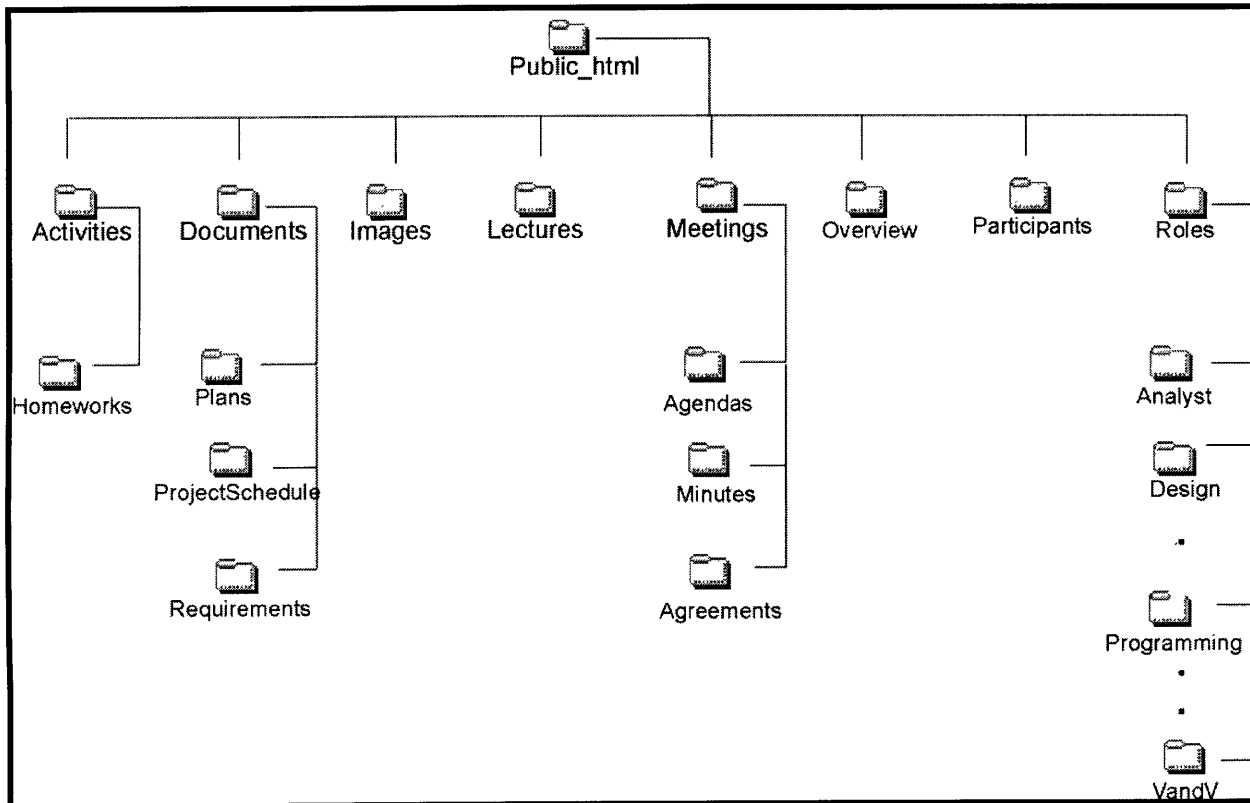 Public_html
Activities
Documents
Images
Lectures
Meetings
Overview
Participants
Roles
Homeworks
Plans
Agendas
Analyst
ProjectSchedule
Minutes
Design
Requirements
Agreements
Programming
VandV